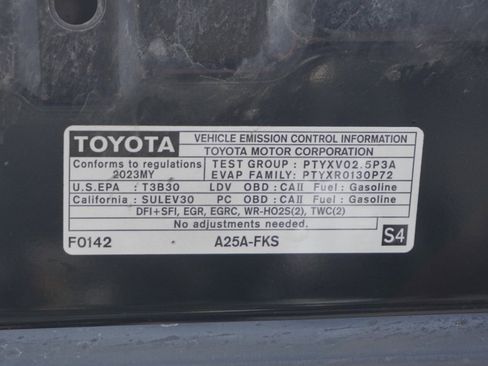 TOYOTA VEHICLE EMISSION CONTROL INFORMATION
TOYOTA MOTOR CORPORATION
Conforms to regulations TEST GROUP : PTYXV02.5P3A
2023MY EVAP FAMILY: PTYXR0130P72
U.S.EPA : T3B30 LDV OBD : CAII Fuel : Gasoline
California : SULEV30 PC OBD : CAII Fuel : Gasoline
DFI+SFI, EGR, EGRC, WR-HO2S(2), TWC(2)
No adjustments needed.
F0142 A25A-FKS S4